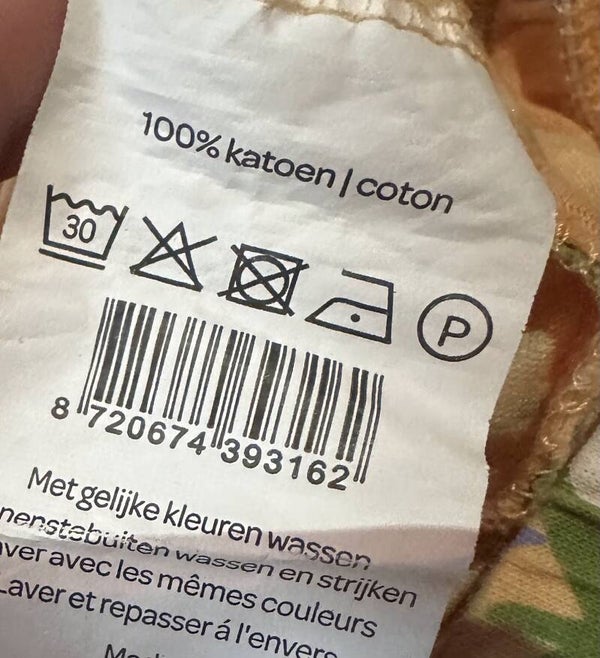 100% katoen | coton
30
P
8 720674 393162
Met gelijke kleuren wassen
nenstebuiten wassen en strijken
ver avec les mêmes couleurs
Laver et repasser á l'envers